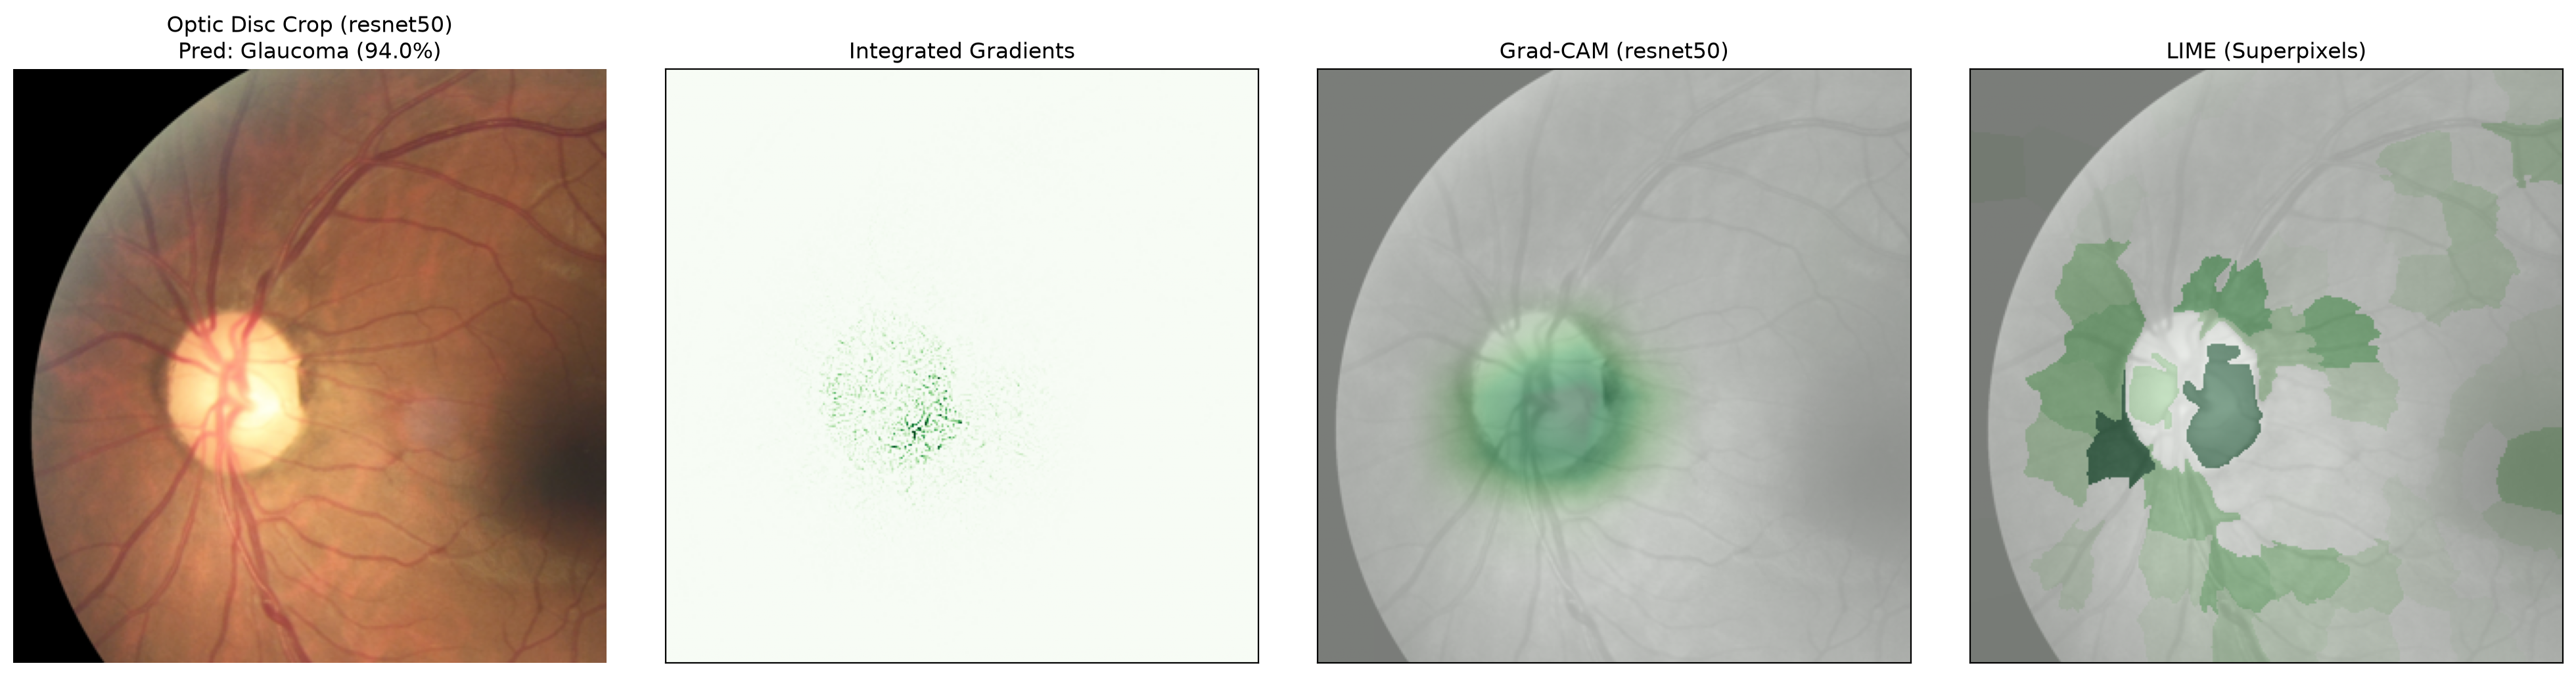 Optic Disc Crop (resnet50)
Pred: Glaucoma (94.0%)
Integrated Gradients
Grad-CAM (resnet50)
LIME (Superpixels)